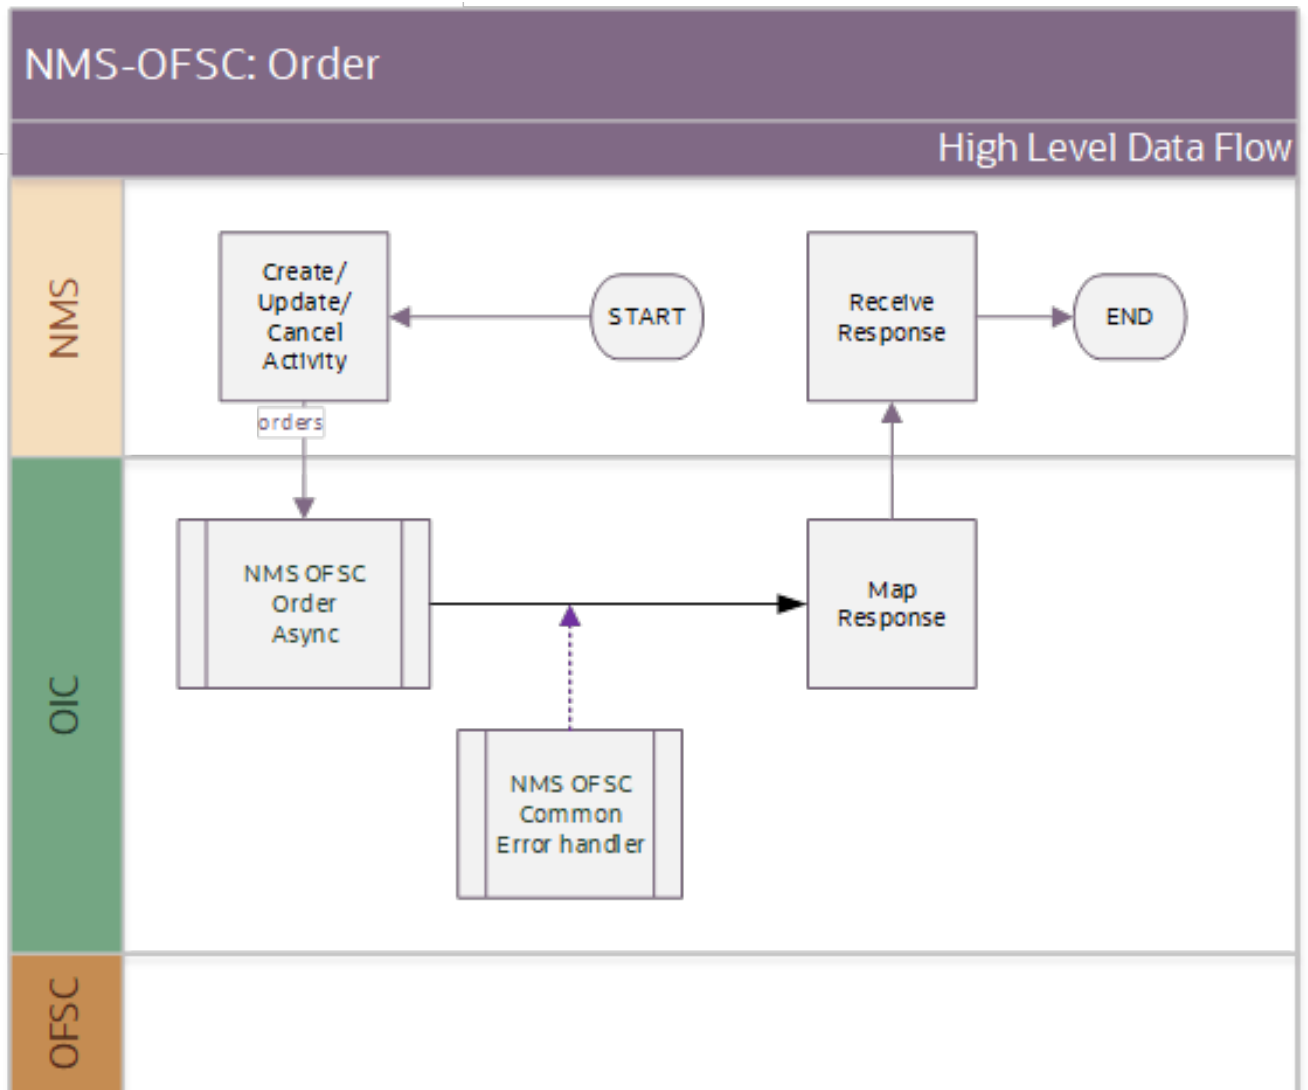 NMS-OFSC: Order
High Level Data Flow
NMS
Create/
Update/
Cancel
Activity
START
Receive
Response
END
orders
OIC
NMS OFSC
Order
Async
Map
Response
NMS OFSC
Common
Error handler
OFSC